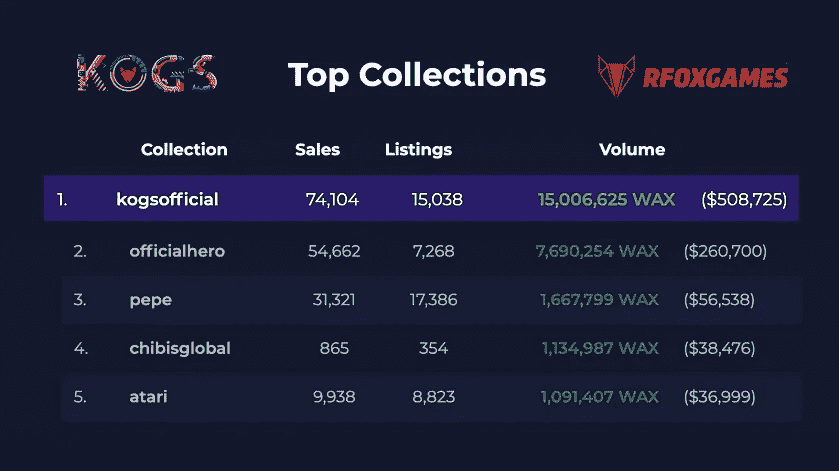 KOGS Top Collections RFOXGAMES
Collection Sales Listings Volume
1. kogsofficial 74,104 15,038 15,006,625 WAX ($508,725)
2. officialhero 54,662 7,268 7,690,254 WAX ($260,700)
3. pepe 31,321 17,386 1,667,799 WAX ($56,538)
4. chibisglobal 865 354 1,134,987 WAX ($38,476)
5. atari 9,938 8,823 1,091,407 WAX ($36,999)